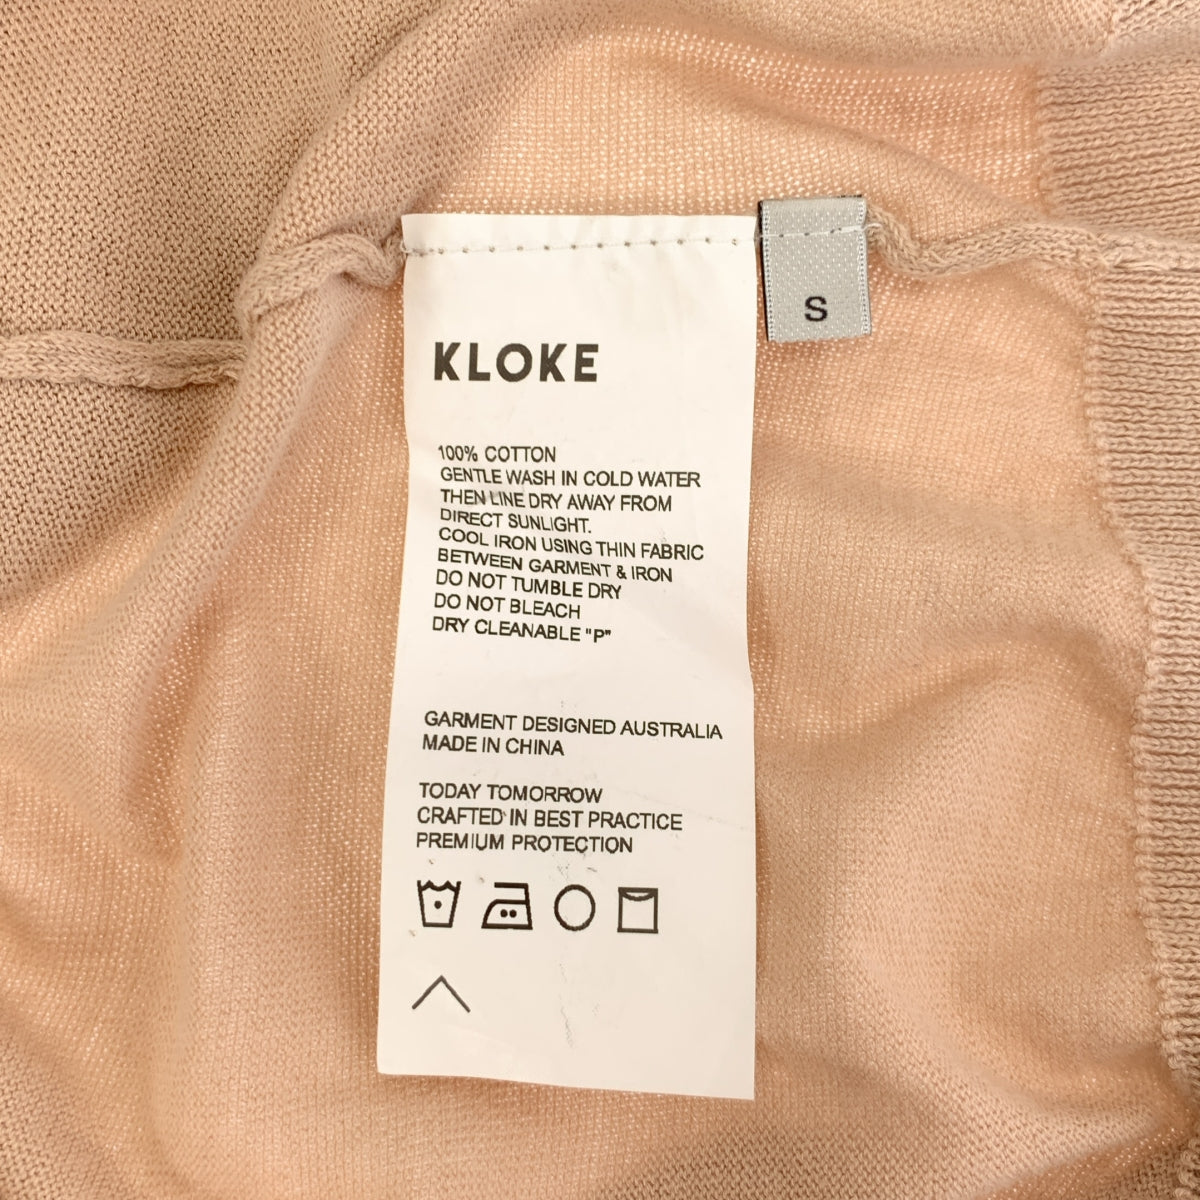 S
KLOKE
100% COTTON
GENTLE WASH IN COLD WATER
THEN LINE DRY AWAY FROM
DIRECT SUNLIGHT.
COOL IRON USING THIN FABRIC
BETWEEN GARMENT & IRON
DO NOT TUMBLE DRY
DO NOT BLEACH
DRY CLEANABLE "P"
GARMENT DESIGNED AUSTRALIA
MADE IN CHINA
TODAY TOMORROW
CRAFTED IN BEST PRACTICE
PREMIUM PROTECTION